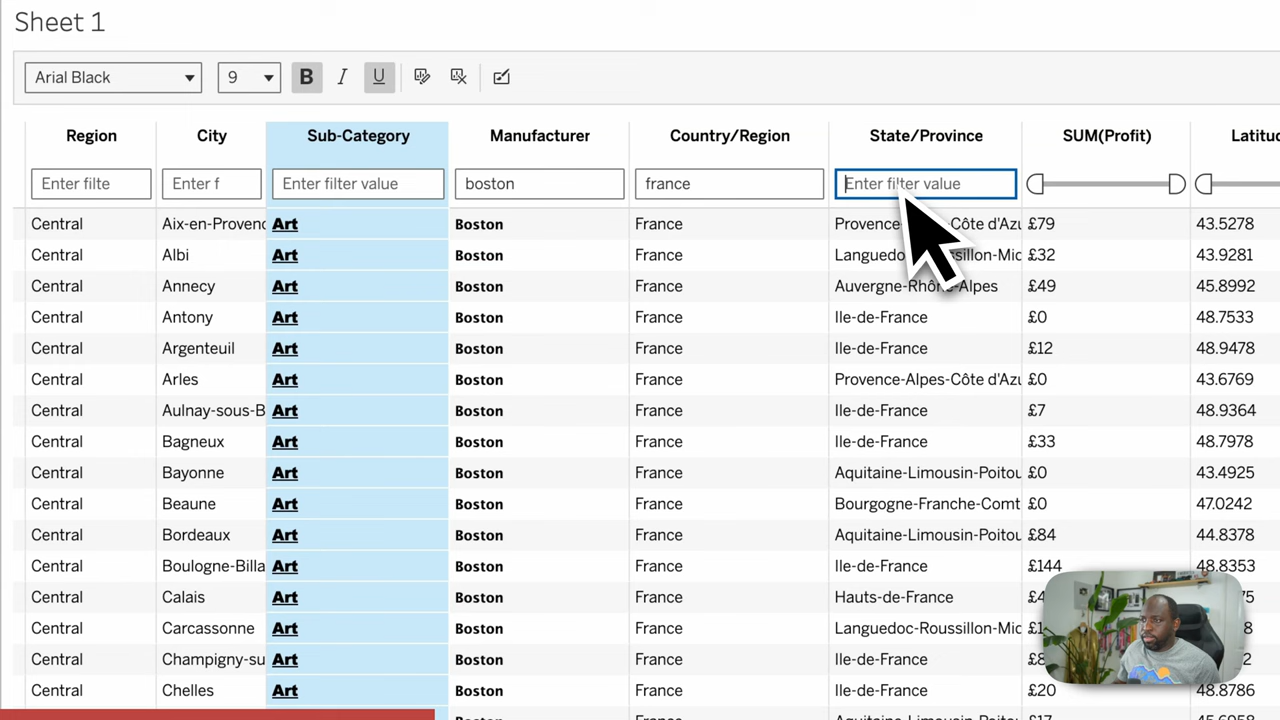 Sheet 1
Arial Black 9 B I U
Region City Sub-Category Manufacturer Country/Region State/Province SUM(Profit)
Enter filte Enter f Enter filter value boston france Enter filter value
Central Aix-en-Provenc Art Boston France Provence- Côte d'Azu £79 43.5278
Central Albi Art Boston France Languedo ssillon-Mid £32 43.9281
Central Annecy Art Boston France Auvergne-Rhône-Alpes £49 45.8992
Central Antony Art Boston France Ile-de-France £0 48.7533
Central Argenteuil Art Boston France Ile-de-France £12 48.9478
Central Arles Art Boston France Provence-Alpes-Côte d'Azu £0 43.6769
Central Aulnay-sous-B Art Boston France Ile-de-France £7 48.9364
Central Bagneux Art Boston France Ile-de-France £33 48.7978
Central Bayonne Art Boston France Aquitaine-Limousin-Poitou £0 43.4925
Central Beaune Art Boston France Bourgogne-Franche-Comt £0 47.0242
Central Bordeaux Art Boston France Aquitaine-Limousin-Poitou £84 44.8378
Central Boulogne-Billa Art Boston France Ile-de-France £144 48.8353
Central Calais Art Boston France Hauts-de-France
Central Carcassonne Art Boston France Languedoc-Roussillon-Mid
Central Champigny-su Art Boston France Ile-de-France
Central Chelles Art Boston France Ile-de-France £20 48.8786